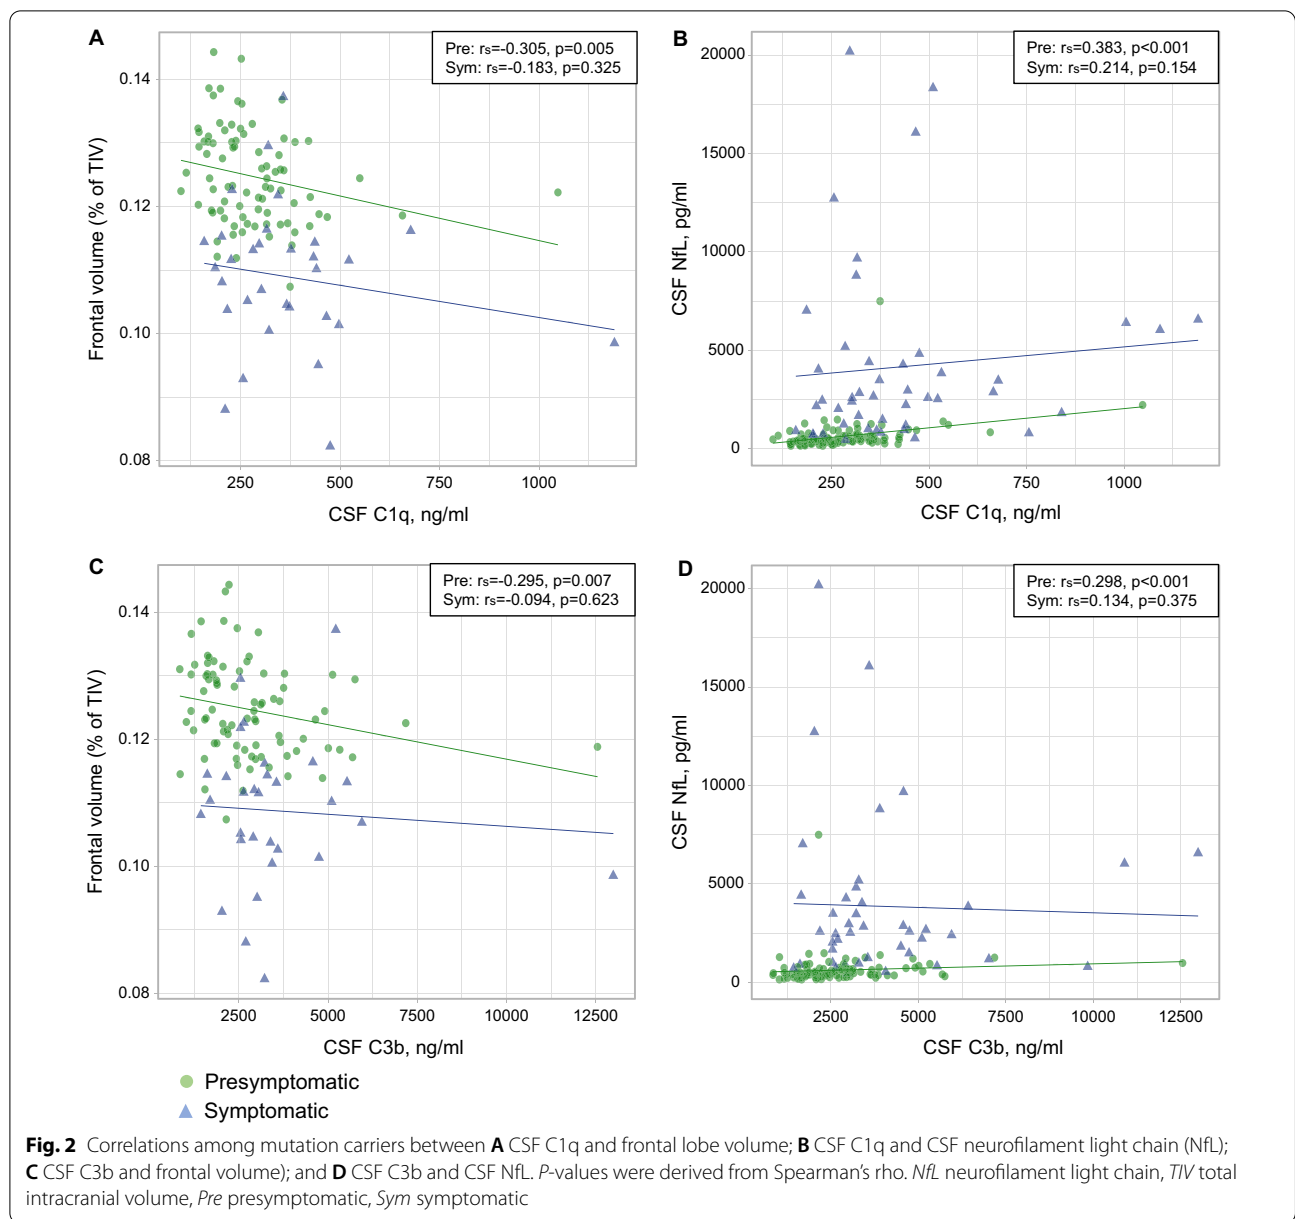 A
Pre: rs=-0.305, p=0.005
Sym: rs=-0.183, p=0.325
Frontal volume (% of TIV)
0.14
0.12
0.10
0.08
250 500 750 1000
CSF C1q, ng/ml
B
Pre: rs=0.383, p<0.001
Sym: rs=0.214, p=0.154
CSF NfL, pg/ml
20000
15000
10000
5000
0
250 500 750 1000
CSF C1q, ng/ml
C
Pre: rs=-0.295, p=0.007
Sym: rs=-0.094, p=0.623
Frontal volume (% of TIV)
0.14
0.12
0.10
0.08
2500 5000 7500 10000 12500
CSF C3b, ng/ml
D
Pre: rs=0.298, p<0.001
Sym: rs=0.134, p=0.375
CSF NfL, pg/ml
20000
15000
10000
5000
0
2500 5000 7500 10000 12500
CSF C3b, ng/ml
Presymptomatic
Symptomatic
Fig. 2 Correlations among mutation carriers between A CSF C1q and frontal lobe volume; B CSF C1q and CSF neurofilament light chain (NfL);
C CSF C3b and frontal volume); and D CSF C3b and CSF NfL. P-values were derived from Spearman's rho. NfL neurofilament light chain, TIV total
intracranial volume, Pre presymptomatic, Sym symptomatic